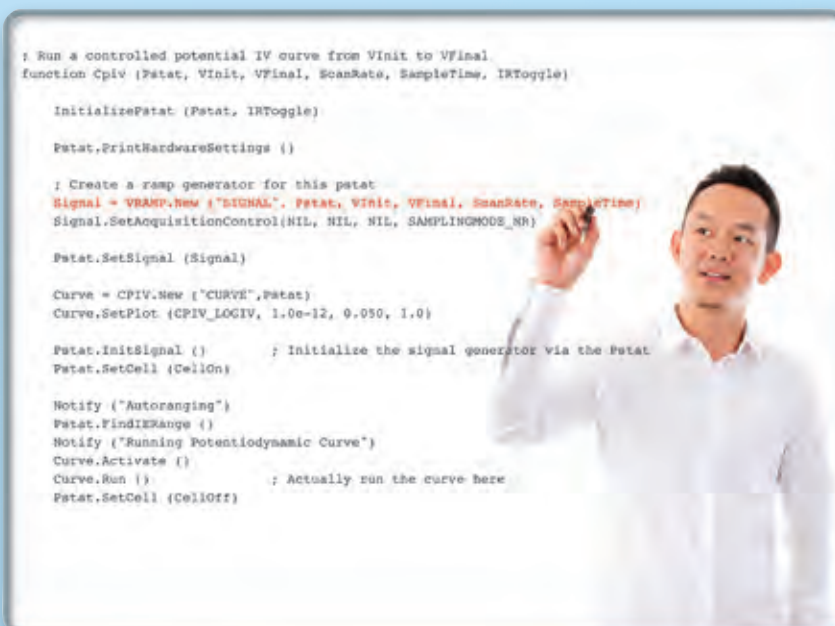 ; Run a controlled potential IV curve from VInit to VFinal
function Cpiv (Pstat, VInit, VFinal, ScanRate, SampleTime, IRToggle)
InitializePstat (Pstat, IRToggle)
Pstat.PrintHardwareSettings ()
; Create a ramp generator for this pstat
Signal = VRAMP.New ("SIGNAL", Pstat, VInit, VFinal, ScanRate, SampleTime)
Signal.SetAcquisitionControl(NIL, NIL, NIL, SAMPLINGMODE_NR)
Pstat.SetSignal (Signal)
Curve = CPIV.New ("CURVE",Pstat)
Curve.SetPlot (CPIV_LOGIV, 1.0e-12, 0.050, 1.0)
Pstat.InitSignal () ; Initialize the signal generator via the Pstat
Pstat.SetCell (CellOn)
Notify ("Autoranging")
Pstat.FindIERange ()
Notify ("Running Potentiodynamic Curve")
Curve.Activate ()
Curve.Run () ; Actually run the curve here
Pstat.SetCell (CellOff)